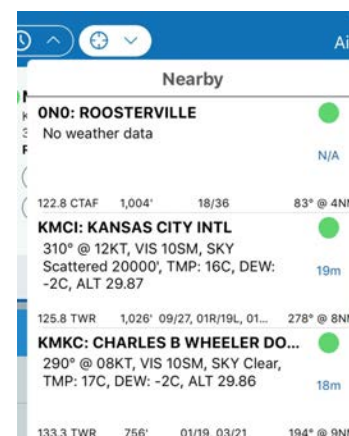 Ai
Nearby
0N0: ROOSTERVILLE
No weather data
N/A
122.8 CTAF 1,004' 18/36 83° @ 4NM
KMCI: KANSAS CITY INTL
310° @ 12KT, VIS 10SM, SKY
Scattered 20000', TMP: 16C, DEW:
-2C, ALT 29.87
19m
125.8 TWR 1,026' 09/27, 01R/19L, 01... 278° @ 8N
KMKC: CHARLES B WHEELER DO...
290° @ 08KT, VIS 10SM, SKY Clear,
TMP: 17C, DEW: -2C, ALT 29.86
18m
133.3 TWR 756' 01/19, 03/21 194° @ 9N